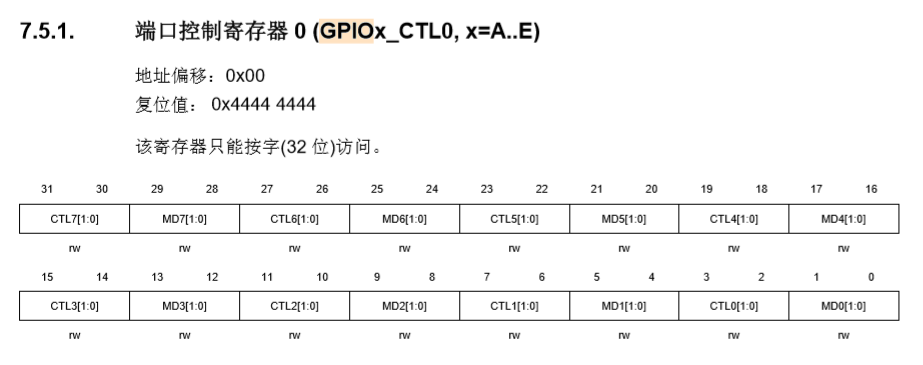 7.5.1. 端口控制寄存器 0 (GPIOx_CTL0, x=A..E)
地址偏移：0x00
复位值： 0x4444 4444
该寄存器只能按字(32 位)访问。
31 30 29 28 27 26 25 24 23 22 21 20 19 18 17 16
CTL7[1:0] MD7[1:0] CTL6[1:0] MD6[1:0] CTL5[1:0] MD5[1:0] CTL4[1:0] MD4[1:0]
rw rw rw rw rw rw rw rw
15 14 13 12 11 10 9 8 7 6 5 4 3 2 1 0
CTL3[1:0] MD3[1:0] CTL2[1:0] MD2[1:0] CTL1[1:0] MD1[1:0] CTL0[1:0] MD0[1:0]
rw rw rw rw rw rw rw rw